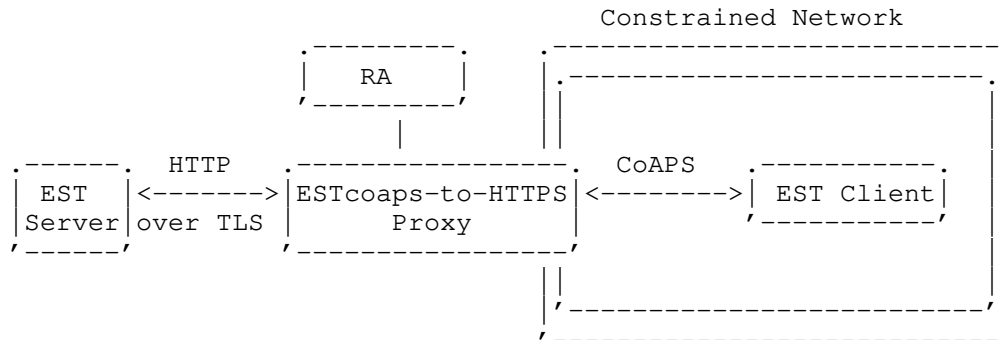 Constrained Network
RA
HTTP
CoAPS
EST
Server
over TLS
ESTcoaps-to-HTTPS
Proxy
EST Client